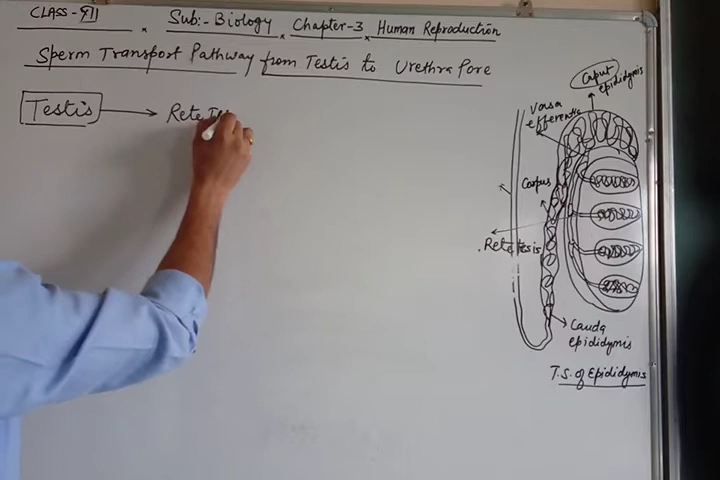 CLASS - XII Sub:- Biology Chapter-3 Human Reproduction
Sperm Transport Pathway from Testis to Urethra Pore
Testis → Rete
Caput epididymis
Vasa efferentia
Corpus
Rete testis
Cauda epididymis
T.S. of Epididymis